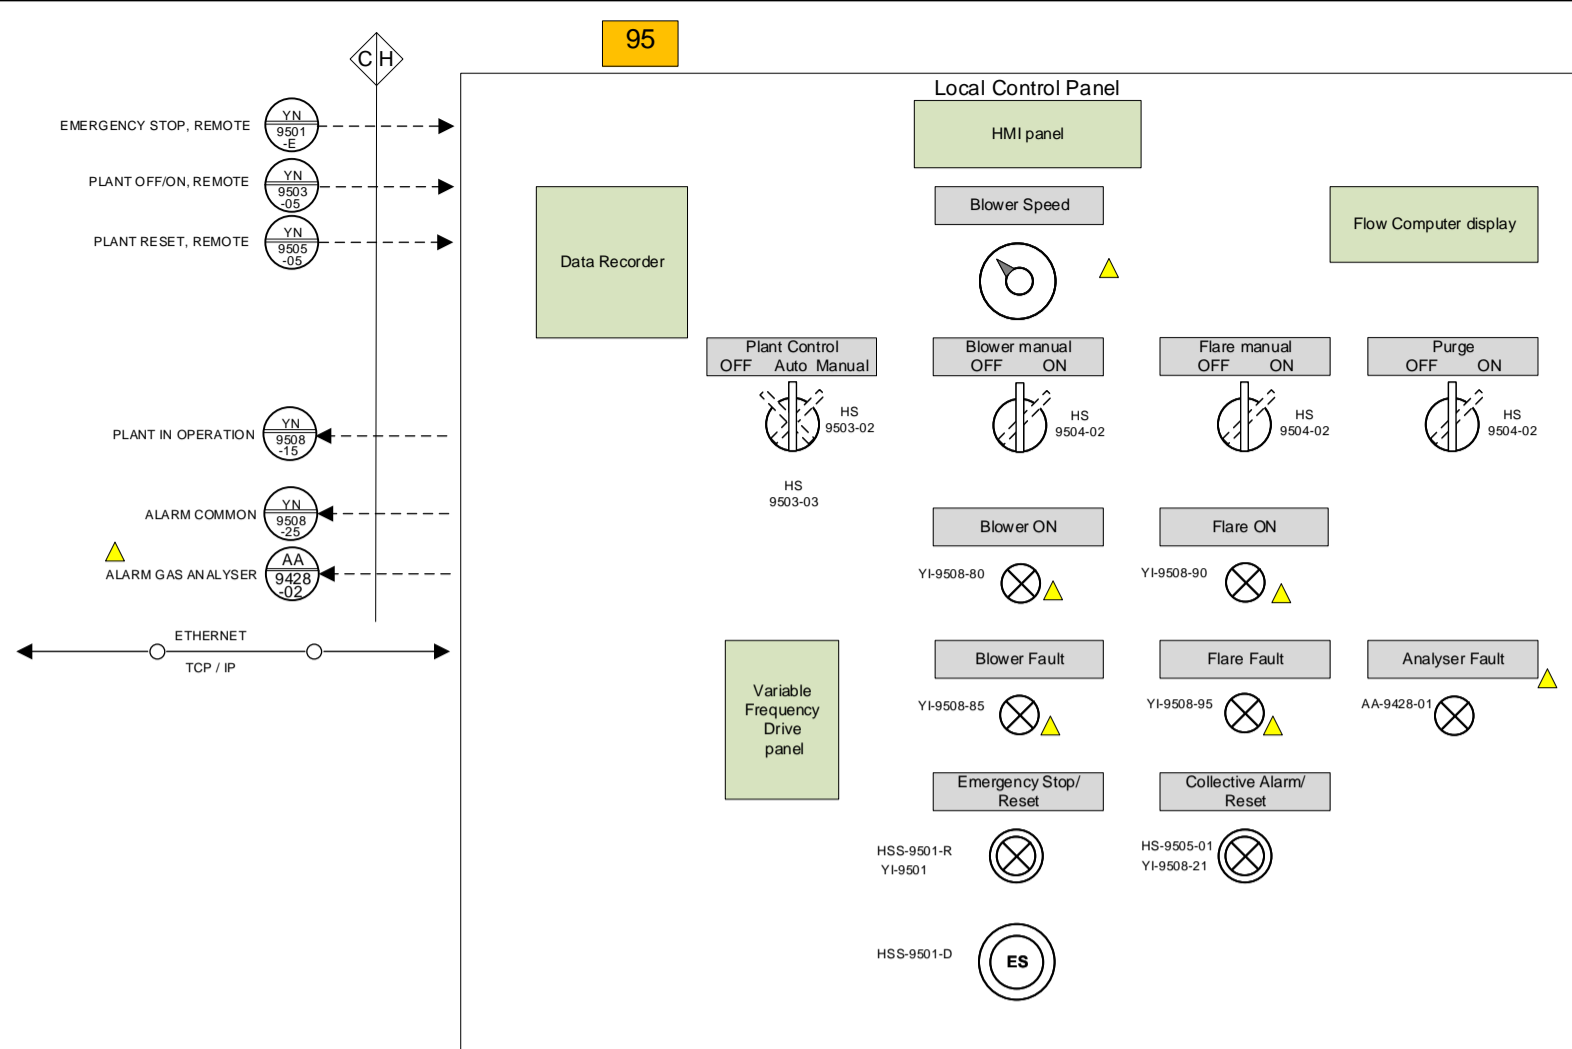 95
C H
Local Control Panel
HMI panel
EMERGENCY STOP, REMOTE
YN
9501
-E
PLANT OFF/ON, REMOTE
YN
9503
-05
PLANT RESET, REMOTE
YN
9505
-05
Data Recorder
Blower Speed
Flow Computer display
Plant Control
OFF Auto Manual
Blower manual
OFF ON
Flare manual
OFF ON
Purge
OFF ON
HS
9503-02
HS
9504-02
HS
9504-02
HS
9504-02
HS
9503-03
PLANT IN OPERATION
YN
9508
-15
ALARM COMMON
YN
9508
-25
ALARM GAS ANALYSER
AA
9428
-02
ETHERNET
TCP / IP
Blower ON
Flare ON
YI-9508-80
YI-9508-90
Variable
Frequency
Drive
panel
Blower Fault
Flare Fault
Analyser Fault
YI-9508-85
YI-9508-95
AA-9428-01
Emergency Stop/
Reset
Collective Alarm/
Reset
HSS-9501-R
YI-9501
HS-9505-01
YI-9508-21
HSS-9501-D
ES